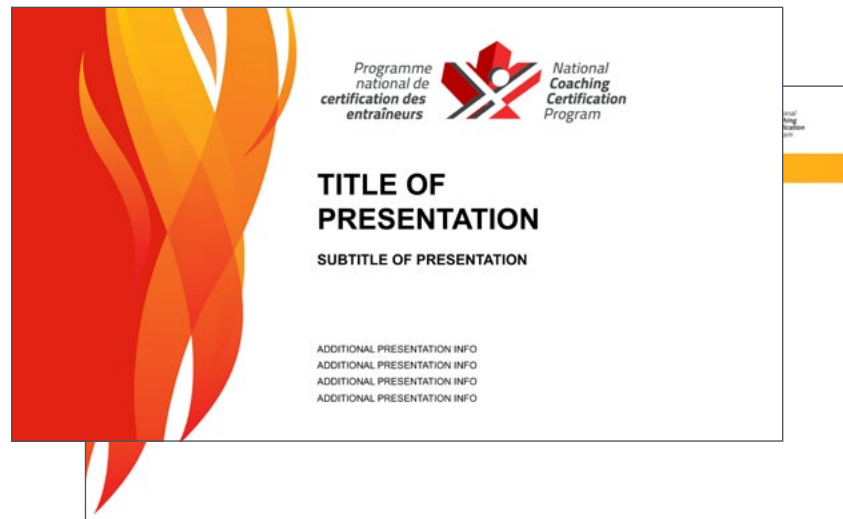 Programme
national de
certification des
entraîneurs
National
Coaching
Certification
Program
TITLE OF
PRESENTATION
SUBTITLE OF PRESENTATION
ADDITIONAL PRESENTATION INFO
ADDITIONAL PRESENTATION INFO
ADDITIONAL PRESENTATION INFO
ADDITIONAL PRESENTATION INFO